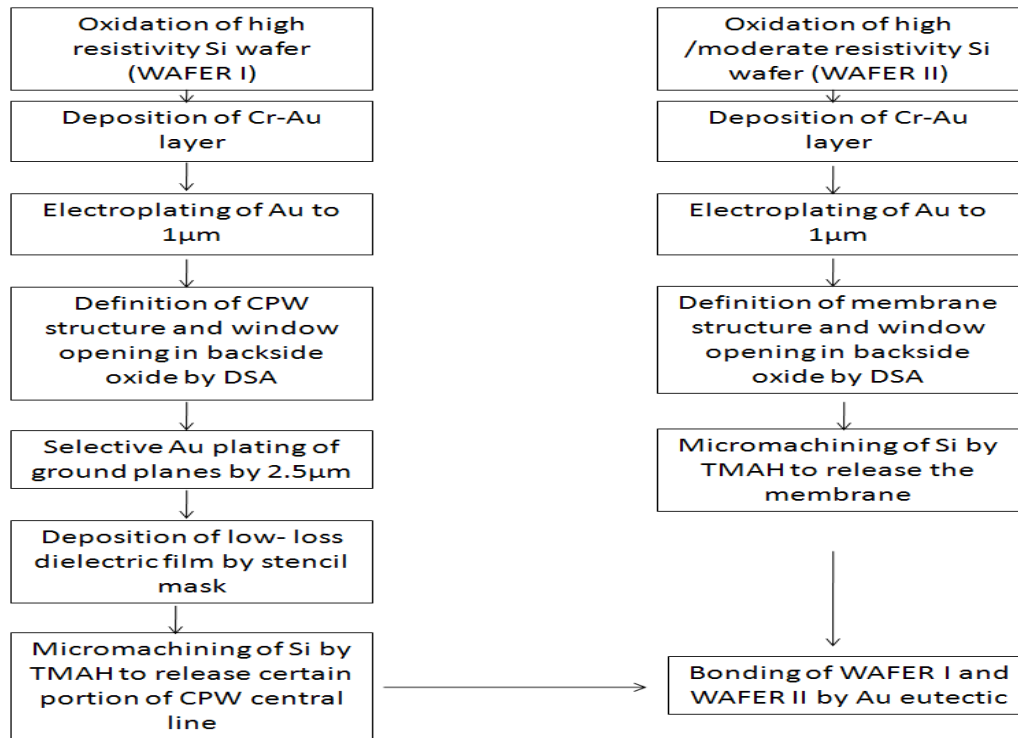 Oxidation of high
resistivity Si wafer
(WAFER I)
Deposition of Cr-Au
layer
Electroplating of Au to
1μm
Definition of CPW
structure and window
opening in backside
oxide by DSA
Selective Au plating of
ground planes by 2.5μm
Deposition of low- loss
dielectric film by stencil
mask
Micromachining of Si by
TMAH to release certain
portion of CPW central
line
Oxidation of high
/moderate resistivity Si
wafer (WAFER II)
Deposition of Cr-Au
layer
Electroplating of Au to
1μm
Definition of membrane
structure and window
opening in backside
oxide by DSA
Micromachining of Si by
TMAH to release the
membrane
Bonding of WAFER I and
WAFER II by Au eutectic